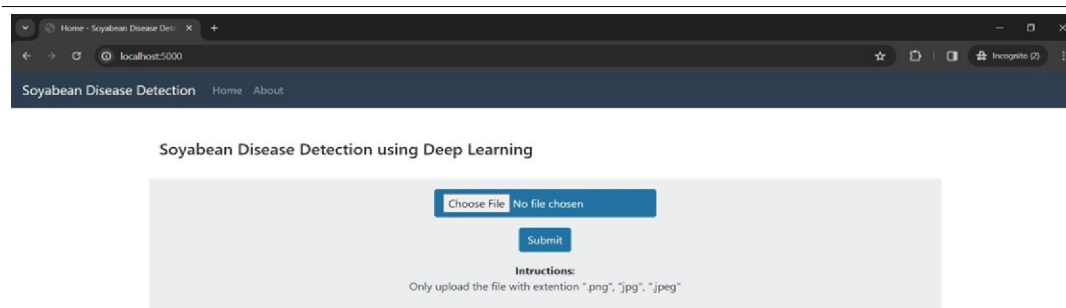 Home - Soyabean Disease Dete
localhost:5000
Incognito (2)
Soyabean Disease Detection Home About
Soyabean Disease Detection using Deep Learning
Choose File No file chosen
Submit
Intructions:
Only upload the file with extention ".png", "jpg", ".jpeg"